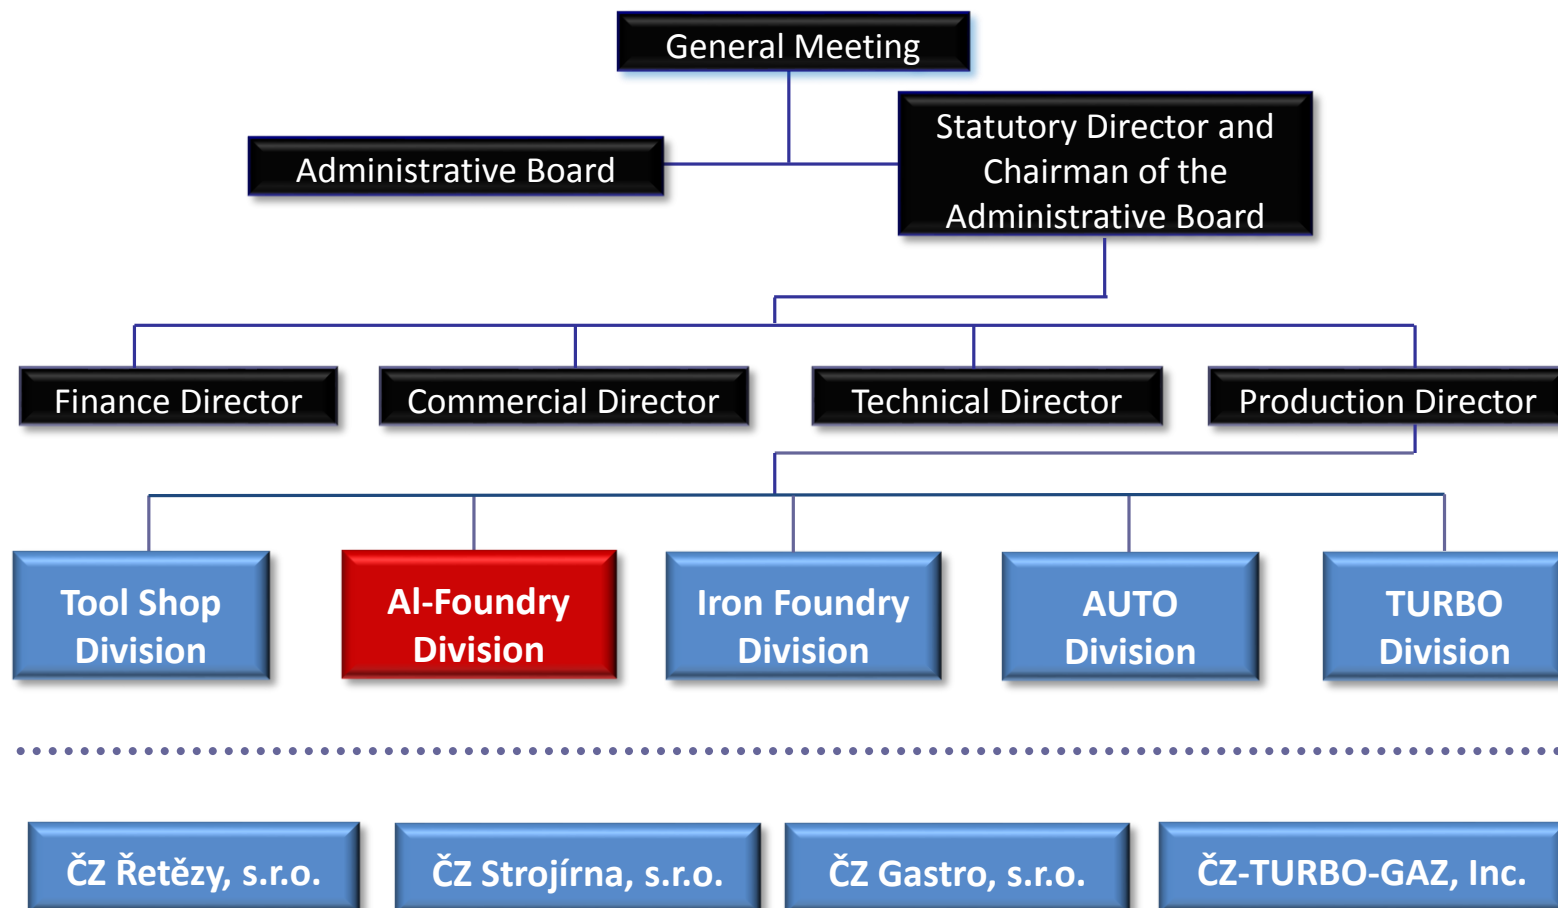 General Meeting
Administrative Board
Statutory Director and
Chairman of the
Administrative Board
Finance Director
Commercial Director
Technical Director
Production Director
Tool Shop
Division
Al-Foundry
Division
Iron Foundry
Division
AUTO
Division
TURBO
Division
ČZ Řetězy, s.r.o.
ČZ Strojírna, s.r.o.
ČZ Gastro, s.r.o.
ČZ-TURBO-GAZ, Inc.